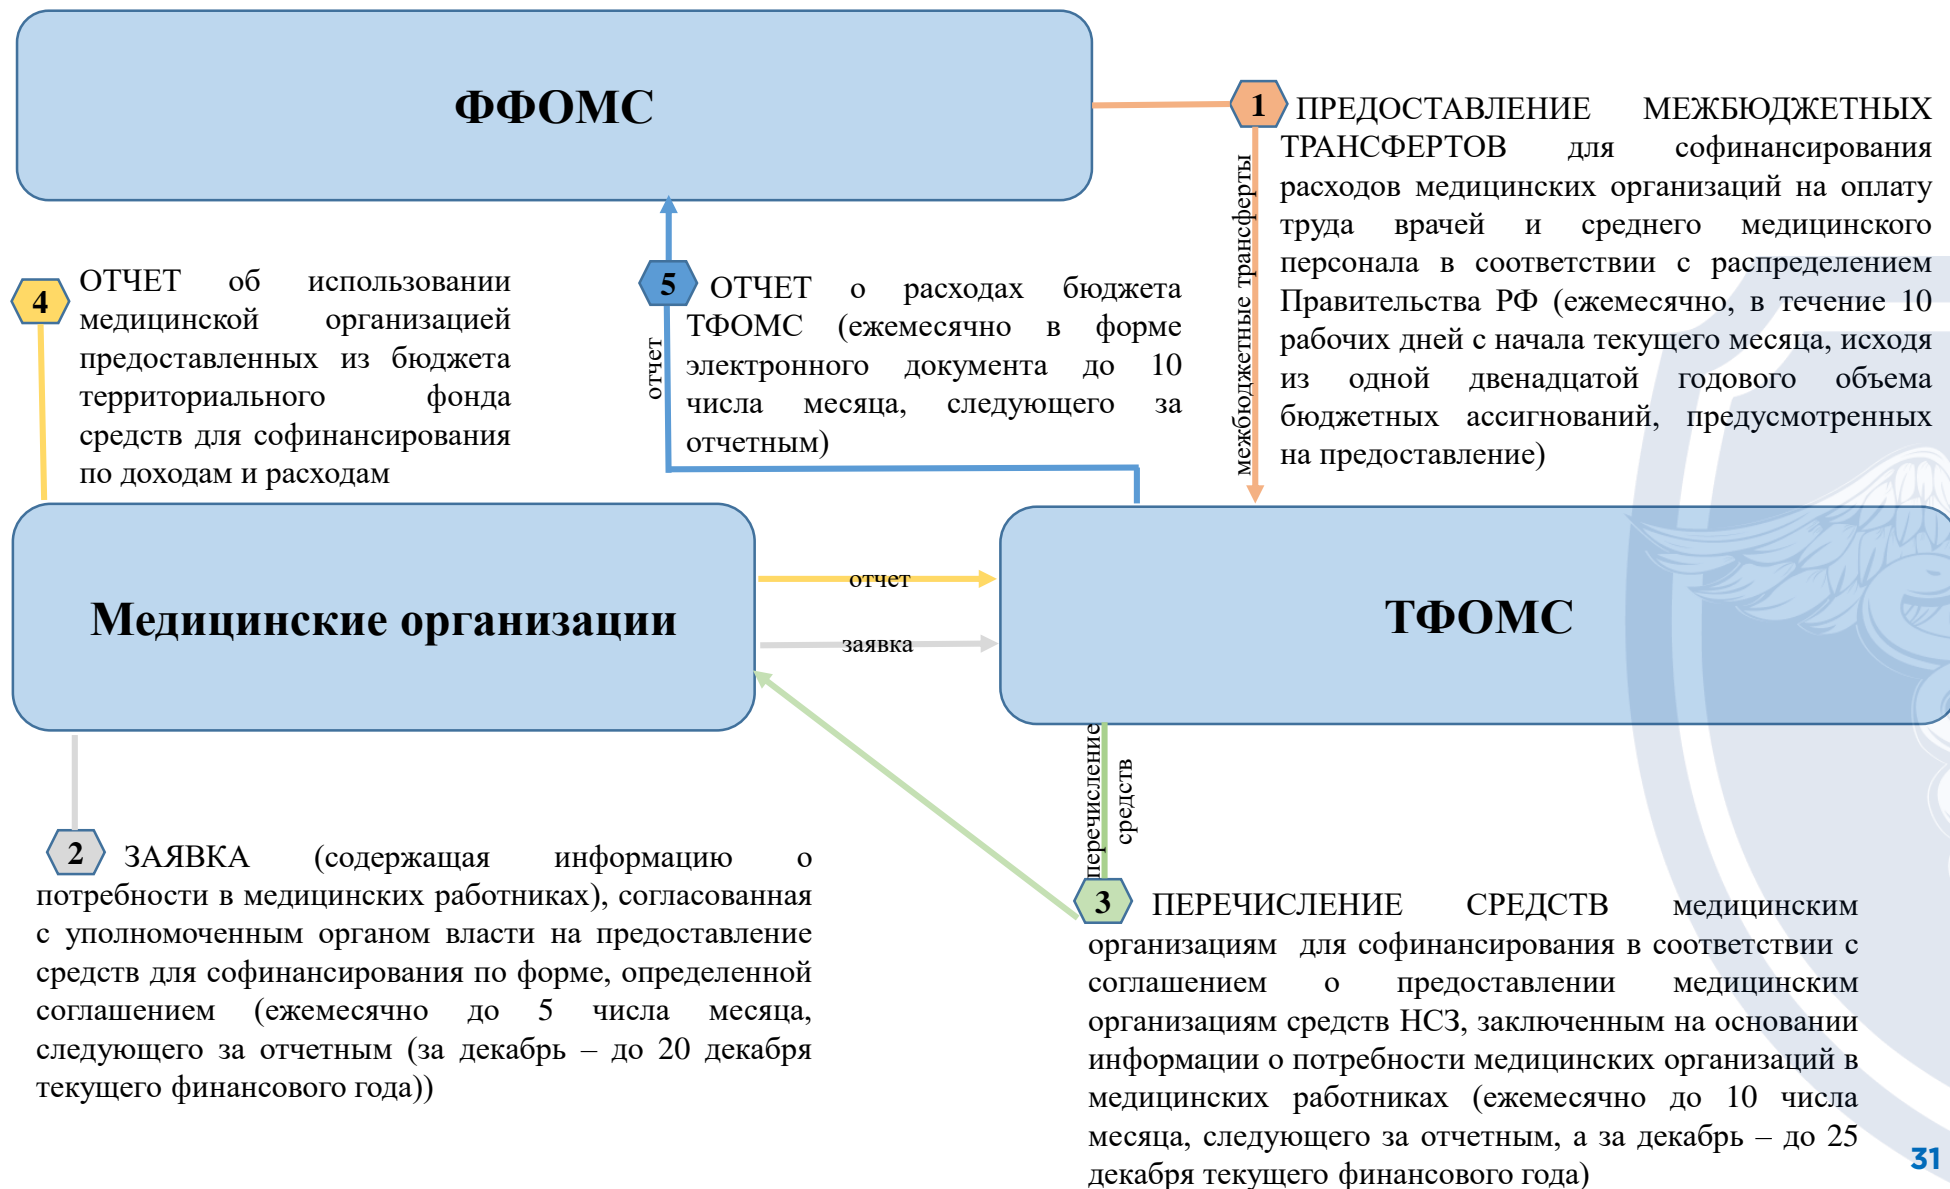 ФФОМС
1
ПРЕДОСТАВЛЕНИЕ МЕЖБЮДЖЕТНЫХ
ТРАНСФЕРТОВ для софинансирования
расходов медицинских организаций на оплату
труда врачей и среднего медицинского
персонала в соответствии с распределением
Правительства РФ (ежемесячно, в течение 10
рабочих дней с начала текущего месяца, исходя
из одной двенадцатой годового объема
бюджетных ассигнований, предусмотренных
на предоставление)
межбюджетные трансферты
4
ОТЧЕТ об использовании
медицинской организацией
предоставленных из бюджета
территориального фонда
средств для софинансирования
по доходам и расходам
5
ОТЧЕТ о расходах бюджета
ТФОМС (ежемесячно в форме
электронного документа до 10
числа месяца, следующего за
отчетным)
отчет
Медицинские организации
отчет
заявка
ТФОМС
перечисление
средств
2
ЗАЯВКА (содержащая информацию о
потребности в медицинских работниках), согласованная
с уполномоченным органом власти на предоставление
средств для софинансирования по форме, определенной
соглашением (ежемесячно до 5 числа месяца,
следующего за отчетным (за декабрь – до 20 декабря
текущего финансового года))
3
ПЕРЕЧИСЛЕНИЕ СРЕДСТВ медицинским
организациям для софинансирования в соответствии с
соглашением о предоставлении медицинским
организациям средств НСЗ, заключенным на основании
информации о потребности медицинских организаций в
медицинских работниках (ежемесячно до 10 числа
месяца, следующего за отчетным, а за декабрь – до 25
декабря текущего финансового года)
31